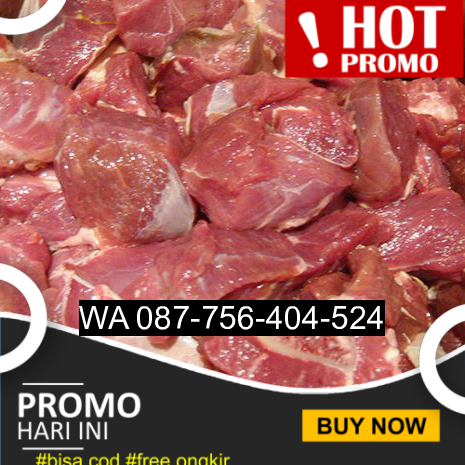 ! HOT
PROMO
WA 087-756-404-524
PROMO
HARI INI
BUY NOW
#bisa cod #free ongkir